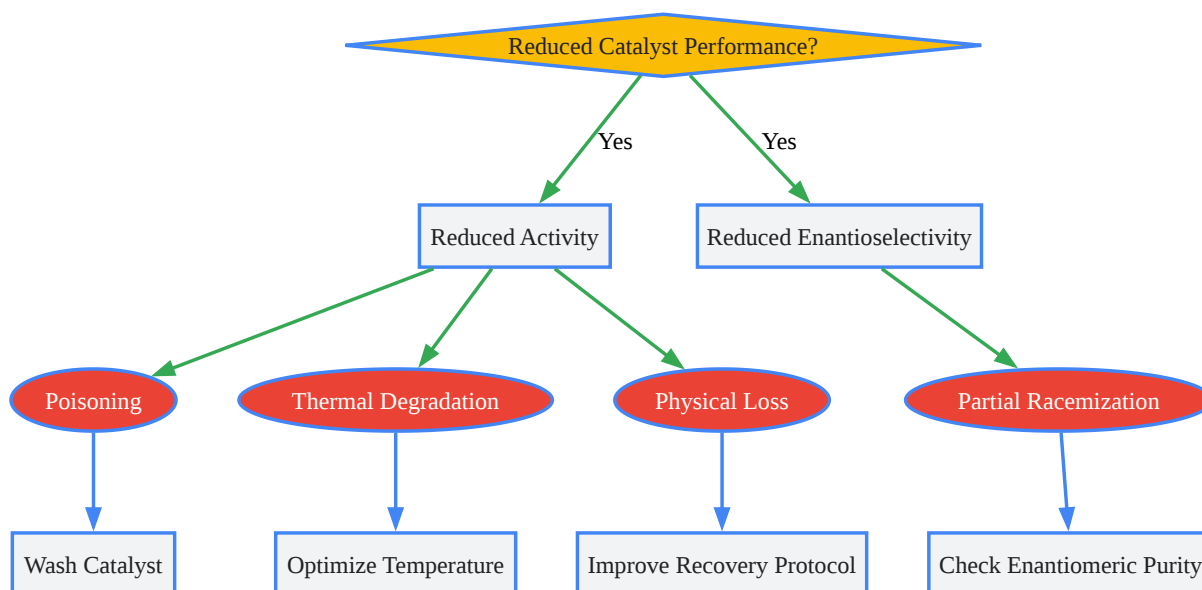 Reduced Catalyst Performance?
Yes
Yes
Reduced Activity
Reduced Enantioselectivity
Poisoning
Thermal Degradation
Physical Loss
Partial Racemization
Wash Catalyst
Optimize Temperature
Improve Recovery Protocol
Check Enantiomeric Purity